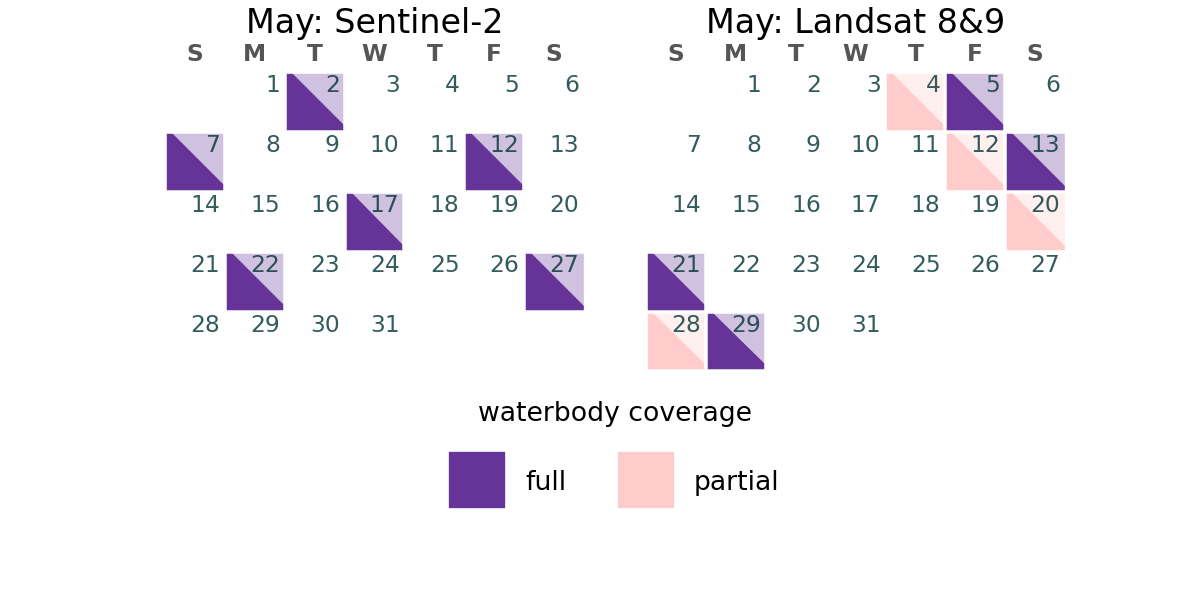 May: Sentinel-2
S M T W T F S
1 2 3 4 5 6
7 8 9 10 11 12 13
14 15 16 17 18 19 20
21 22 23 24 25 26 27
28 29 30 31
May: Landsat 8&9
S M T W T F S
1 2 3 4 5 6
7 8 9 10 11 12 13
14 15 16 17 18 19 20
21 22 23 24 25 26 27
28 29 30 31
waterbody coverage
full partial